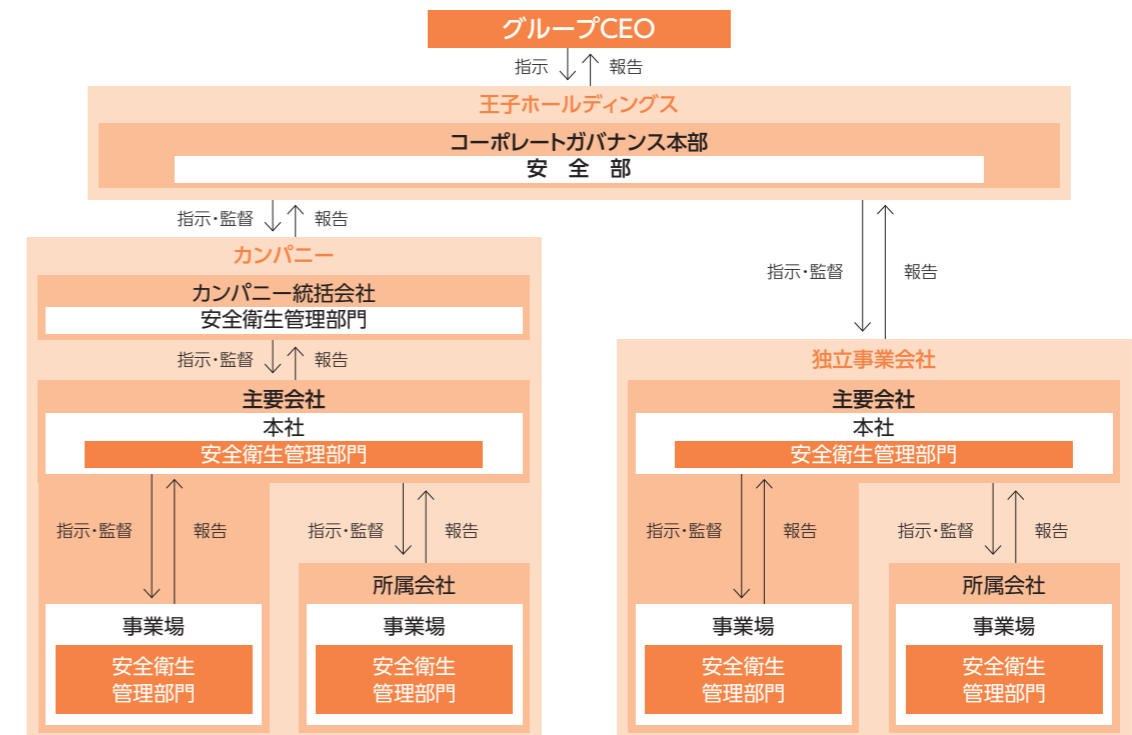 グループCEO
指示 報告
王子ホールディングス
コーポレートガバナンス本部
安 全 部
指示・監督 報告
カンパニー
カンパニー統括会社
安全衛生管理部門
指示・監督 報告
主要会社
本社
安全衛生管理部門
指示・監督 報告
指示・監督 報告
事業場
安全衛生
管理部門
所属会社
事業場
安全衛生
管理部門
指示・監督 報告
独立事業会社
主要会社
本社
安全衛生管理部門
指示・監督 報告
指示・監督 報告
事業場
安全衛生
管理部門
所属会社
事業場
安全衛生
管理部門